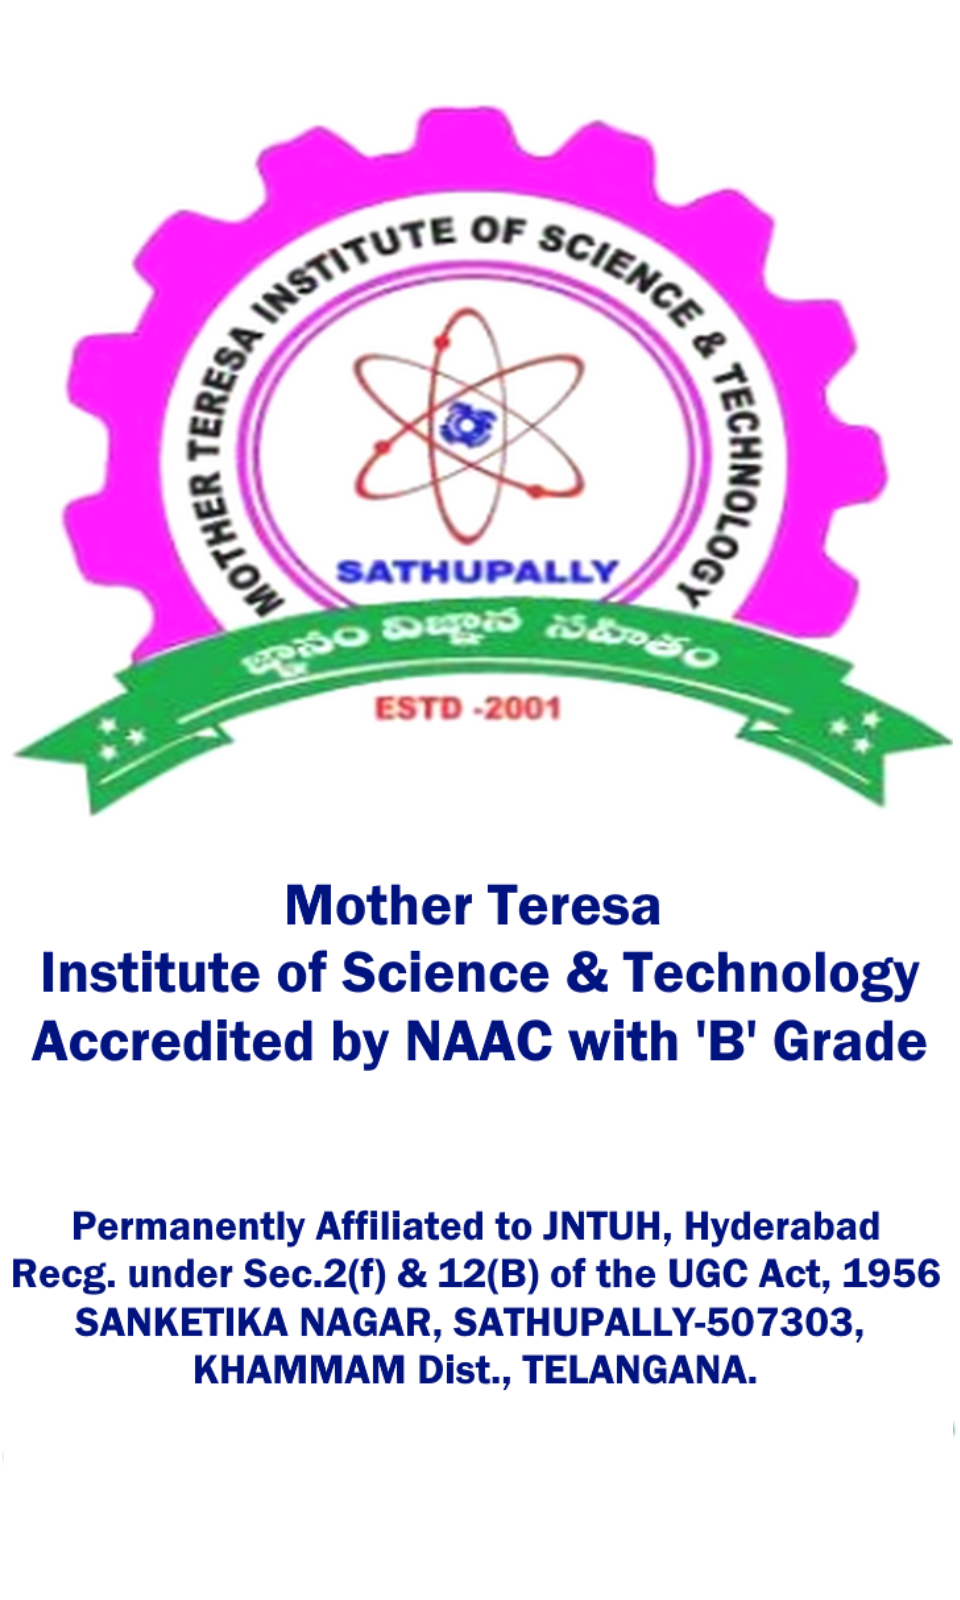 MOTHER TERESA INSTITUTE OF SCIENCE & TECHNOLOGY
SATHUPALLY
జ్ఞానం విజ్ఞాన సహితం
ESTD -2001
Mother Teresa
Institute of Science & Technology
Accredited by NAAC with 'B' Grade
Permanently Affiliated to JNTUH, Hyderabad
Recg. under Sec.2(f) & 12(B) of the UGC Act, 1956
SANKETIKA NAGAR, SATHUPALLY-507303,
KHAMMAM Dist., TELANGANA.